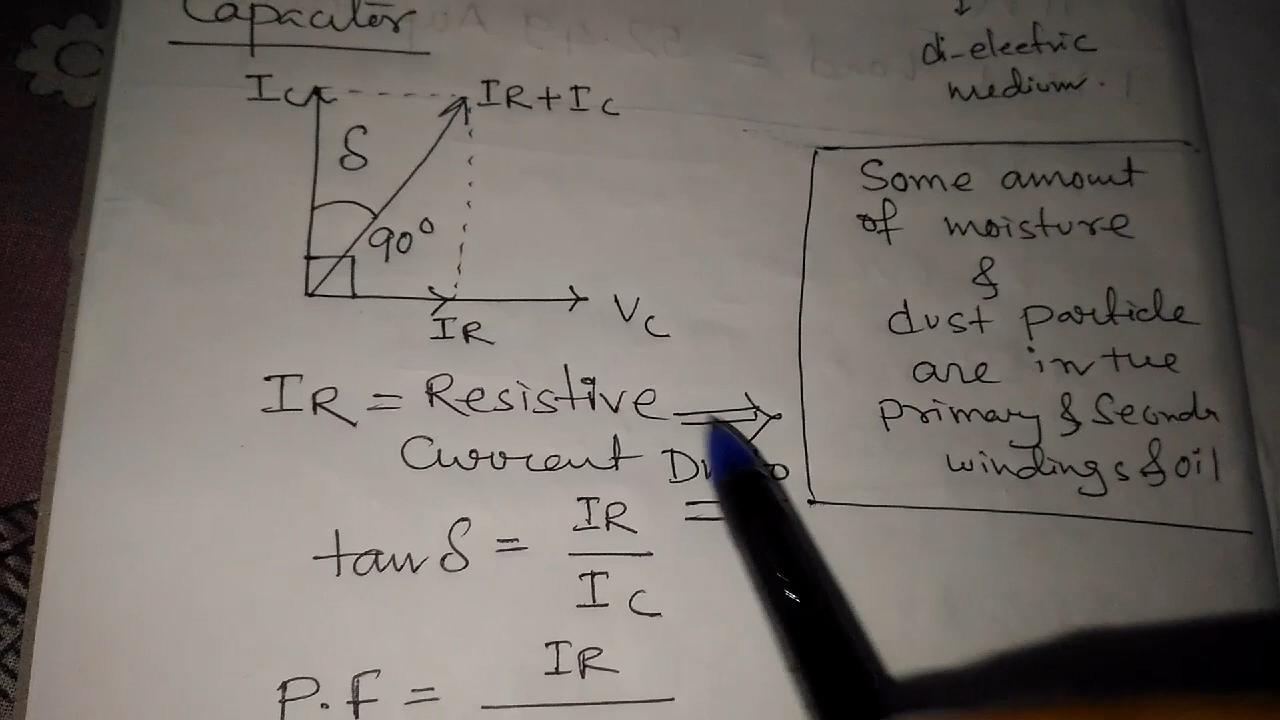 Capacitor
di-electric
medium.
Ic
IR+Ic
δ
90°
IR
Vc
Some amount
of moisture
&
dust particle
are in the
Primary &
windings & oil
IR = Resistive
Current
tan δ = IR / Ic
P.F = IR